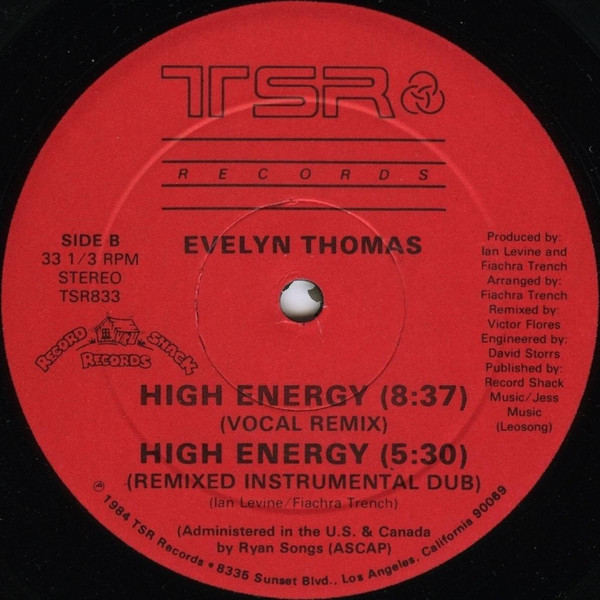 TSR
RECORDS
SIDE B
33 1/3 RPM
STEREO
TSR833
EVELYN THOMAS
Produced by:
Ian Levine and
Fiachra Trench
Arranged by:
Fiachra Trench
Remixed by:
Victor Flores
Engineered by:
David Storrs
Published by:
Record Shack
Music/Jess
Music
(Leosong)
RECORD SHACK
RECORDS
HIGH ENERGY (8:37)
(VOCAL REMIX)
HIGH ENERGY (5:30)
(REMIXED INSTRUMENTAL DUB)
(Ian Levine/Fiachra Trench)
(Administered in the U.S. & Canada
by Ryan Songs (ASCAP)
℗ 1984 TSR Records • 8335 Sunset Blvd., Los Angeles, California 90069